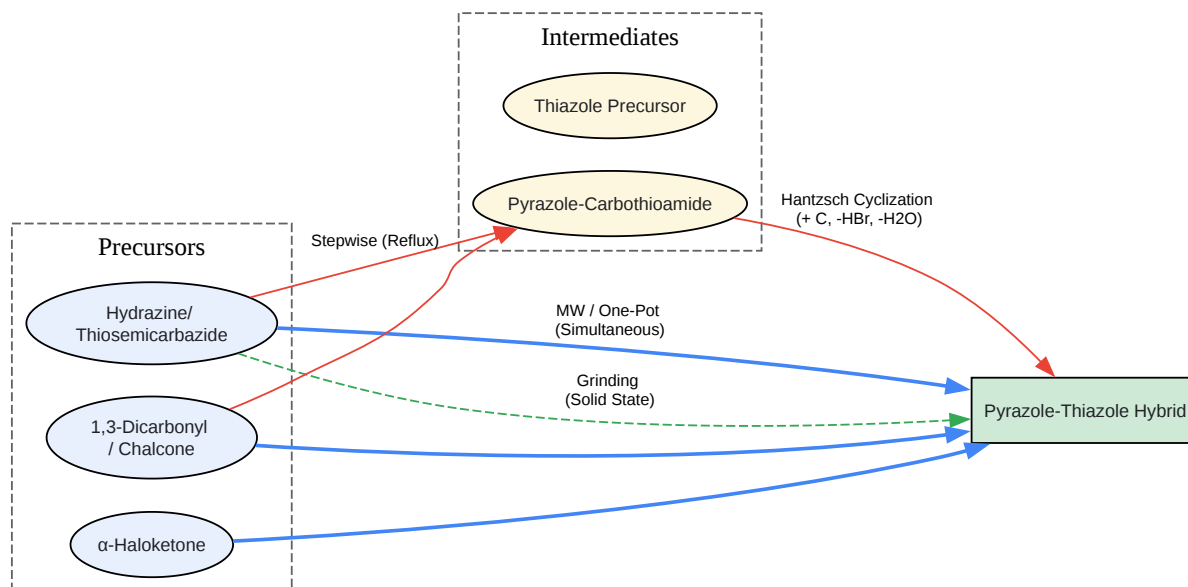 Intermediates
Thiazole Precursor
Pyrazole-Carbothioamide
Hantzsch Cyclization
(+ C, -HBr, -H2O)
Stepwise (Reflux)
Precursors
Hydrazine/
Thiosemicarbazide
MW / One-Pot
(Simultaneous)
Grinding
(Solid State)
Pyrazole-Thiazole Hybrid
1,3-Dicarbonyl
/ Chalcone
α-Haloketone